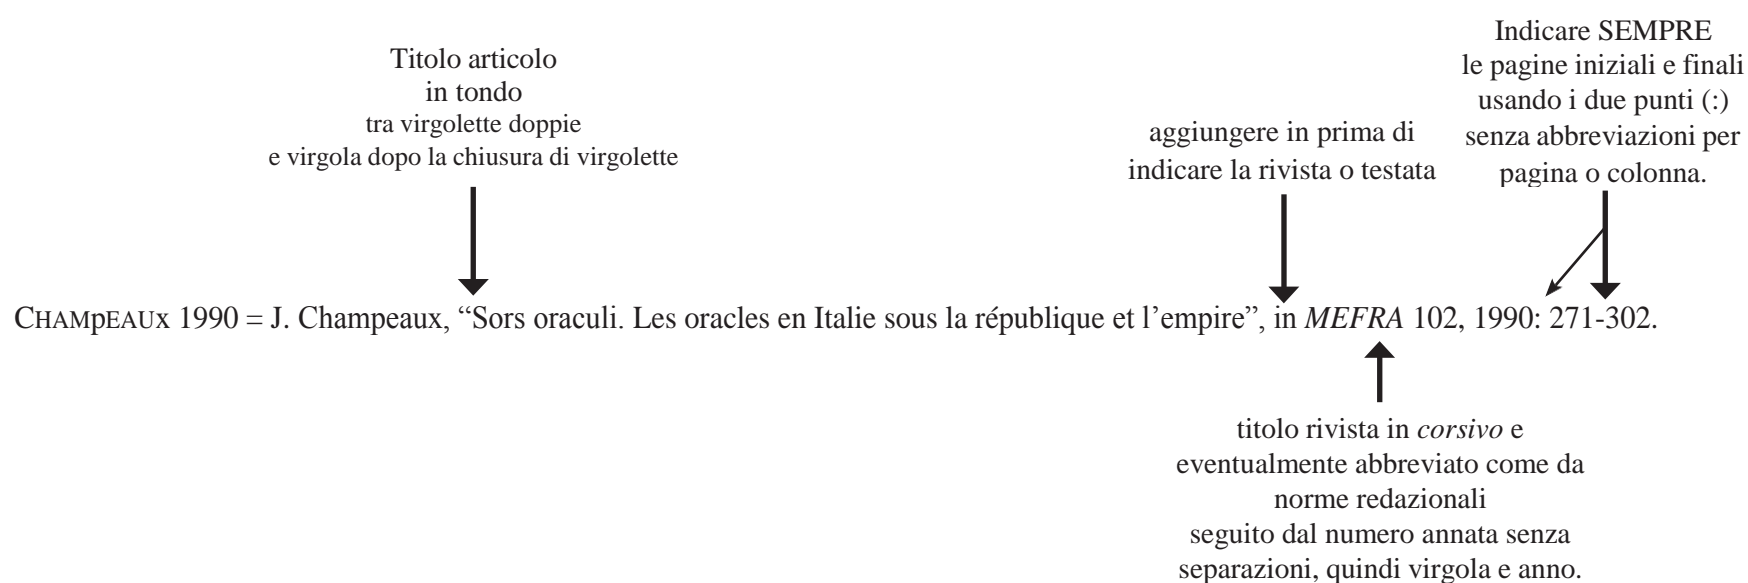 Titolo articolo
in tondo
tra virgolette doppie
e virgola dopo la chiusura di virgolette
aggiungere in prima di
indicare la rivista o testata
Indicare SEMPRE
le pagine iniziali e finali
usando i due punti (:)
senza abbreviazioni per
pagina o colonna.
CHAMpEAUx 1990 = J. Champeaux, “Sors oraculi. Les oracles en Italie sous la république et l’empire”, in MEFRA 102, 1990: 271-302.
titolo rivista in corsivo e
eventualmente abbreviato come da
norme redazionali
seguito dal numero annata senza
separazioni, quindi virgola e anno.